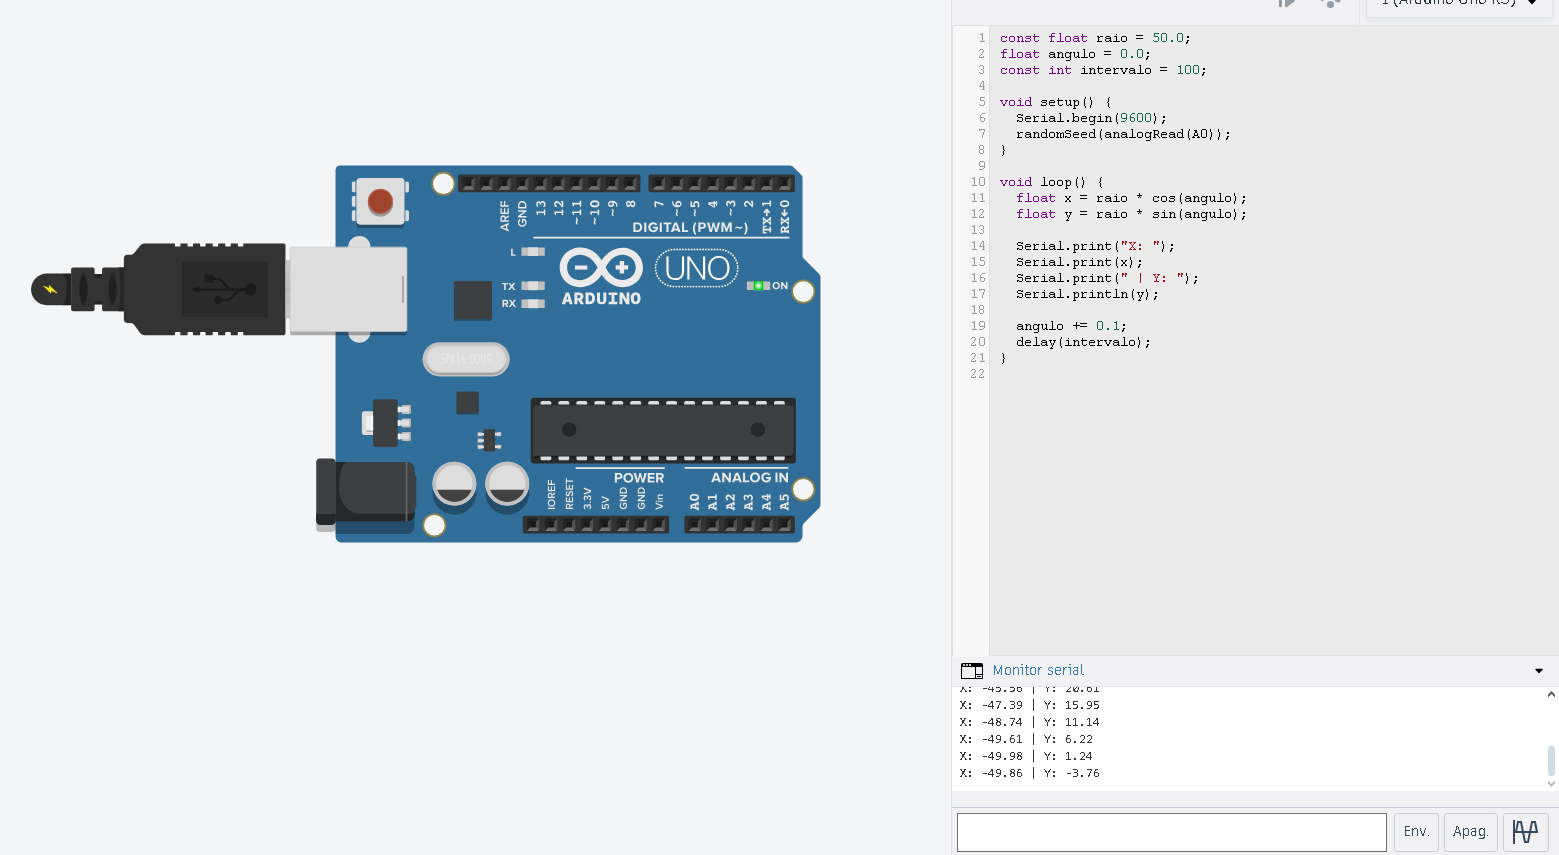 1 (Arduino Uno R3)
1 const float raio = 50.0;
2 float angulo = 0.0;
3 const int intervalo = 100;
4
5 void setup() {
6 Serial.begin(9600);
7 randomSeed(analogRead(A0));
8 }
9
10 void loop() {
11 float x = raio * cos(angulo);
12 float y = raio * sin(angulo);
13
14 Serial.print("X: ");
15 Serial.print(x);
16 Serial.print(" | Y: ");
17 Serial.println(y);
18
19 angulo += 0.1;
20 delay(intervalo);
21 }
22
AREF
GND
13
12
~11
~10
~9
8
7
~6
~5
4
~3
2
TX→1
RX←0
DIGITAL (PWM~)
L
TX
RX
UNO
ARDUINO
ON
SPK16.000G
POWER
ANALOG IN
IOREF
RESET
3.3V
5V
GND
GND
Vin
A0
A1
A2
A3
A4
A5
Monitor serial
X: -45.56 | Y: 20.61
X: -47.39 | Y: 15.95
X: -48.74 | Y: 11.14
X: -49.61 | Y: 6.22
X: -49.98 | Y: 1.24
X: -49.86 | Y: -3.76
Env.
Apag.